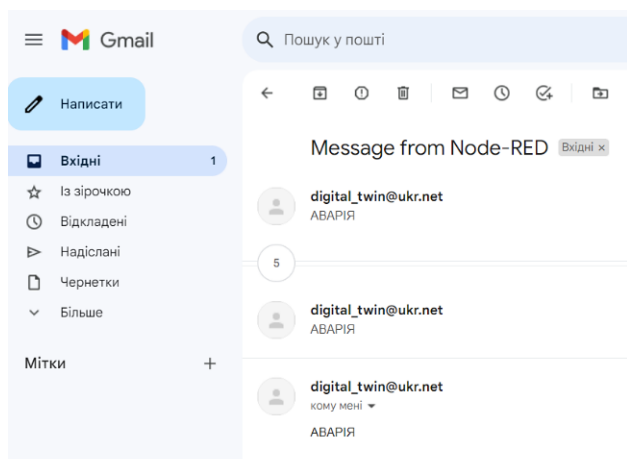 Gmail
Пошук у пошті
Написати
Вхідні 1
Із зірочкою
Відкладені
Надіслані
Чернетки
Більше
Мітки +
Message from Node-RED Вхідні ×
digital_twin@ukr.net
АВАРІЯ
5
digital_twin@ukr.net
АВАРІЯ
digital_twin@ukr.net
кому мені
АВАРІЯ